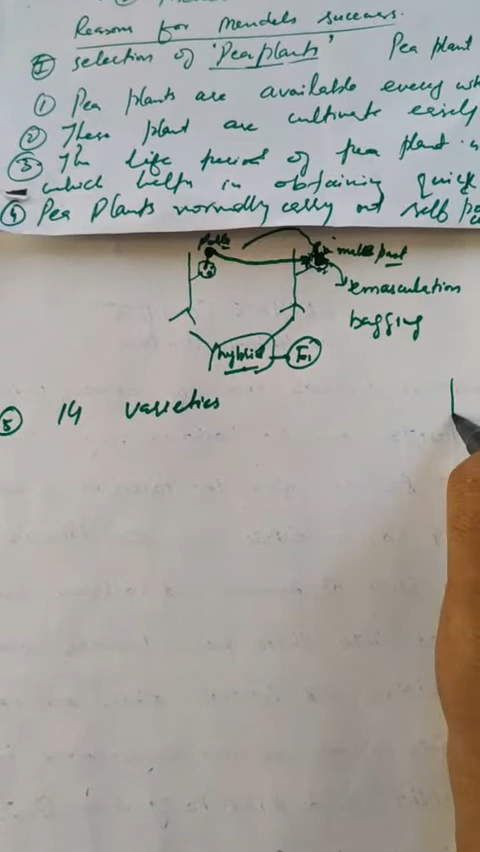 Reasons for mendels success.
I selection of 'Pea plants' Pea plant
① Pea plants are available every
② These plant are cultivate easily
③ The life period of pea plant
which helps in obtaining quick
⑤ Pea Plants normally carry out self
male part
emasculation
bagging
hybrid F1
14 varieties